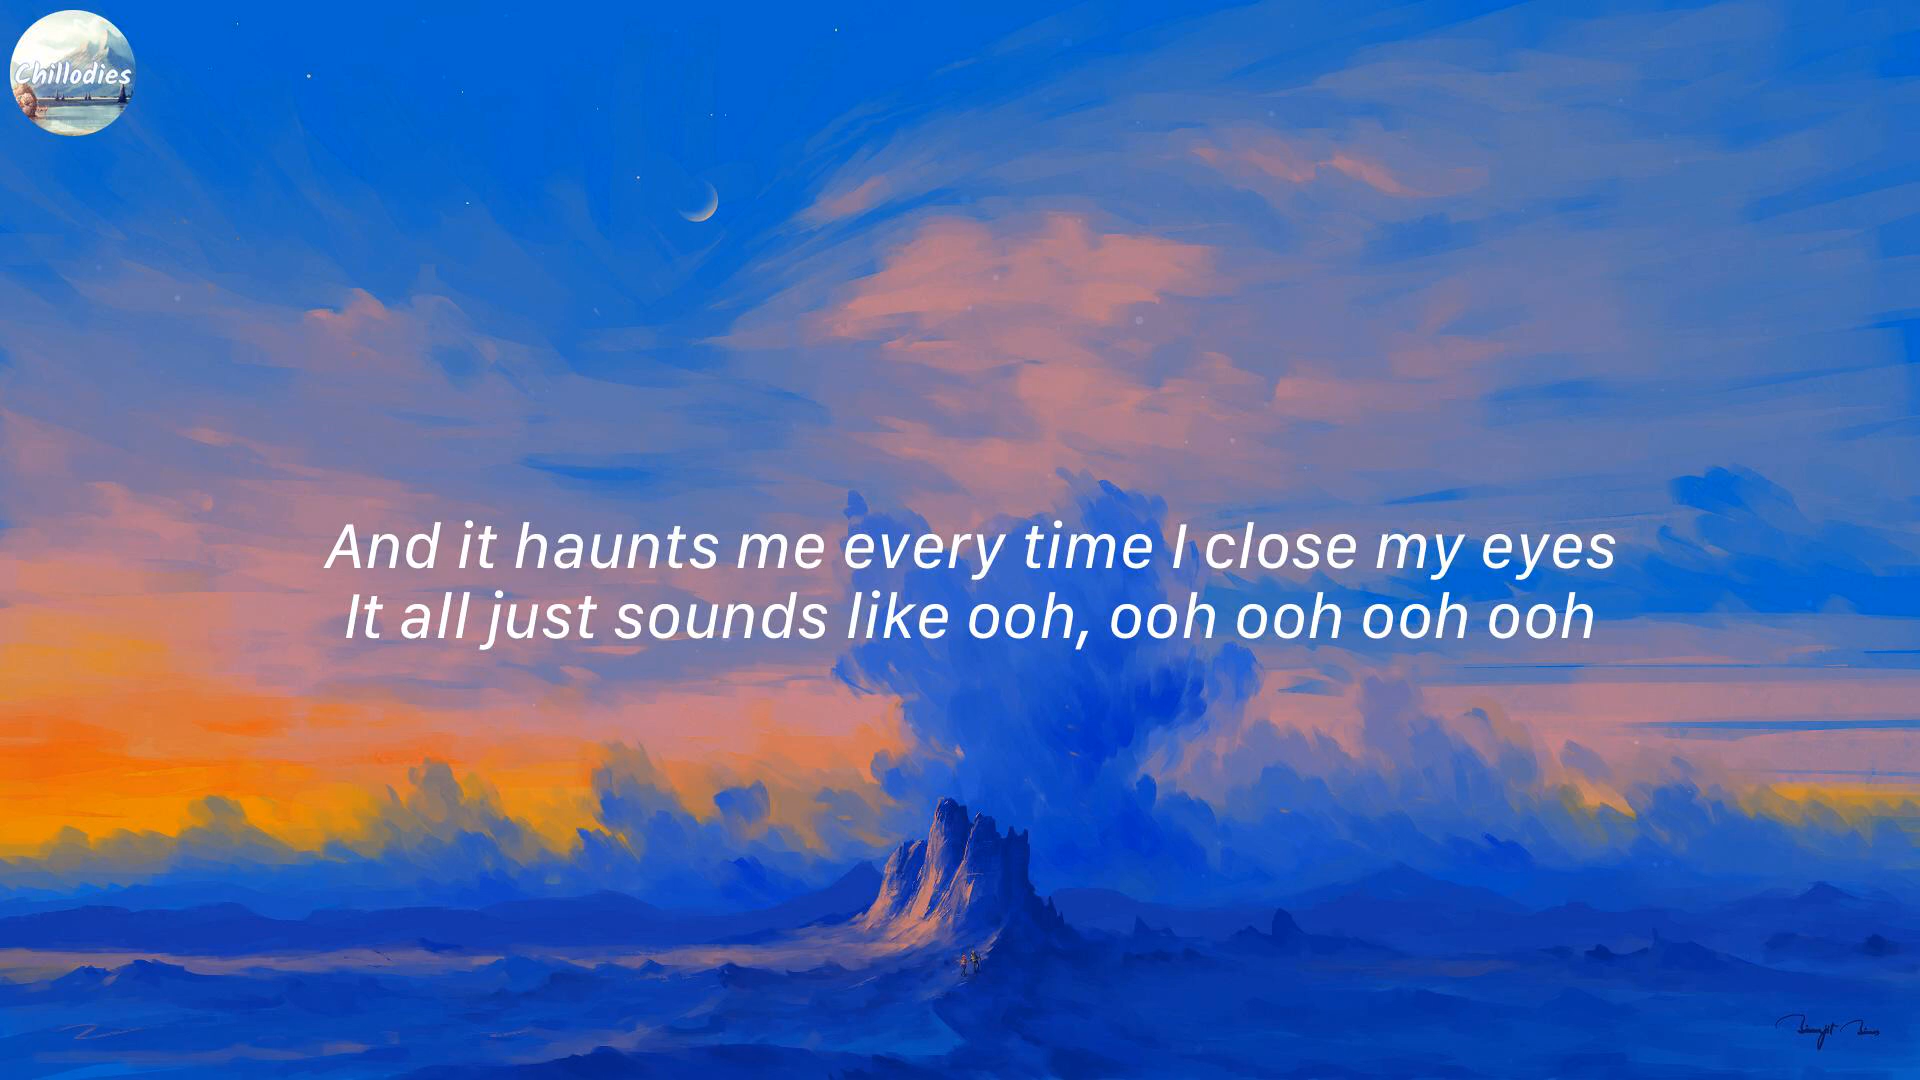 Chillodies
And it haunts me every time I close my eyes
It all just sounds like ooh, ooh ooh ooh ooh